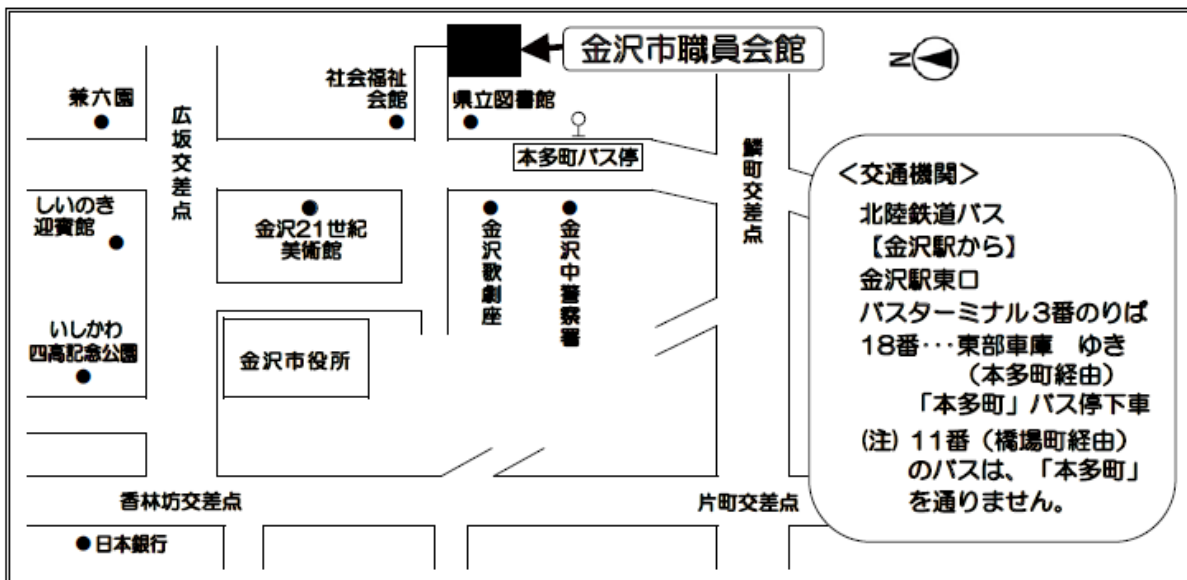 金沢市職員会館
N
社会福祉
会館
県立図書館
兼六園
広坂交差点
本多町バス停
鱗町交差点
しいのき
迎賓館
金沢21世紀
美術館
金沢歌劇座
金沢中警察署
いしかわ
四高記念公園
金沢市役所
香林坊交差点
片町交差点
日本銀行
<交通機関>
北陸鉄道バス
【金沢駅から】
金沢駅東口
バスターミナル3番のりば
18番･･･東部車庫 ゆき
(本多町経由)
「本多町」バス停下車
(注) 11番(橋場町経由)
のバスは、「本多町」
を通りません。